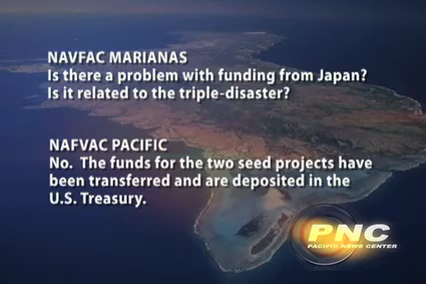 NAVFAC MARIANAS
Is there a problem with funding from Japan?
Is it related to the triple-disaster?
NAFVAC PACIFIC
No. The funds for the two seed projects have
been transferred and are deposited in the
U.S. Treasury.
PNC
PACIFIC NEWS CENTER